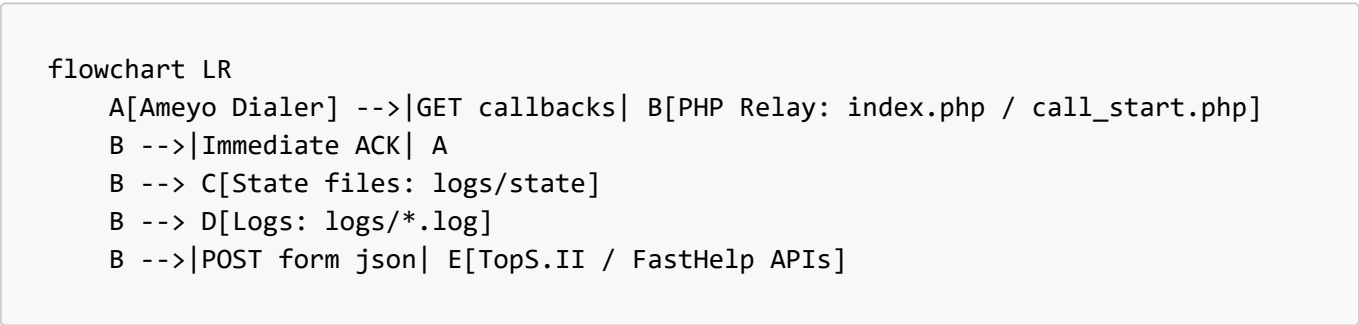 flowchart LR
A[Ameyo Dialer] -->|GET callbacks| B[PHP Relay: index.php / call_start.php]
B -->|Immediate ACK| A
B --> C[State files: logs/state]
B --> D[Logs: logs/*.log]
B -->|POST form json| E[TopS.II / FastHelp APIs]